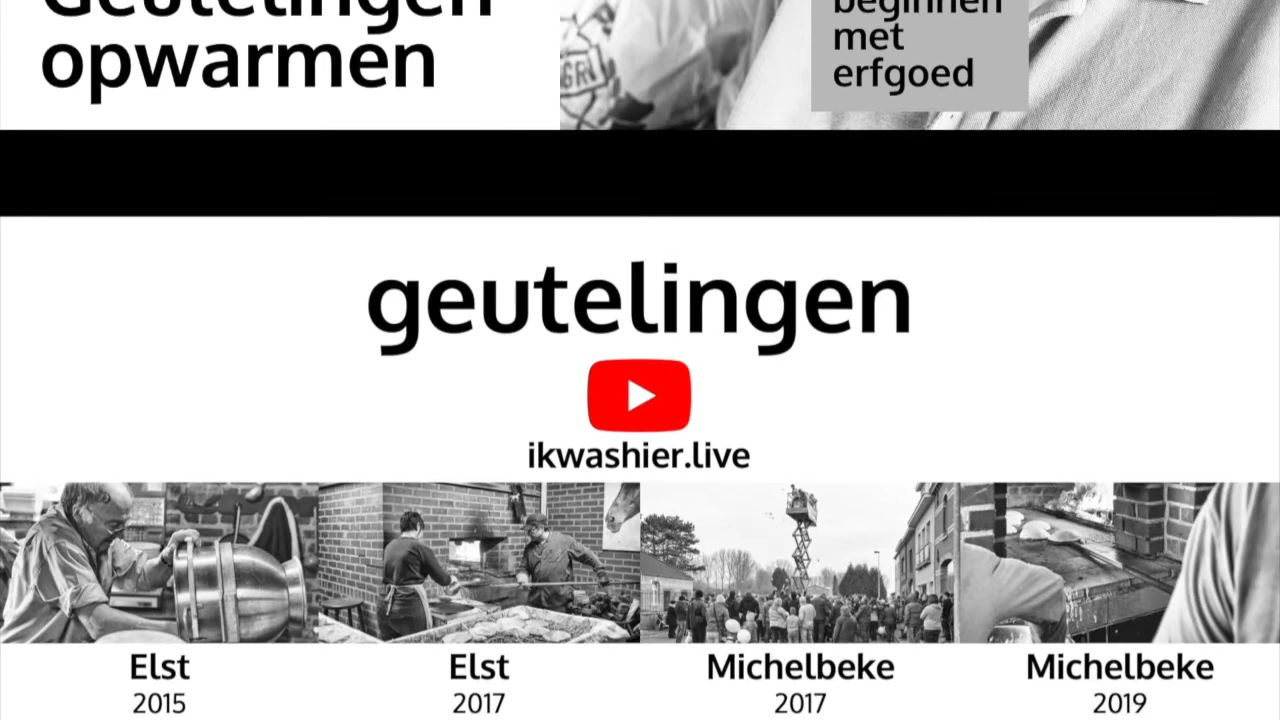 Geutelingen
opwarmen
beginnen
met
erfgoed
geutelingen
ikwashier.live
Elst
2015
Elst
2017
Michelbeke
2017
Michelbeke
2019